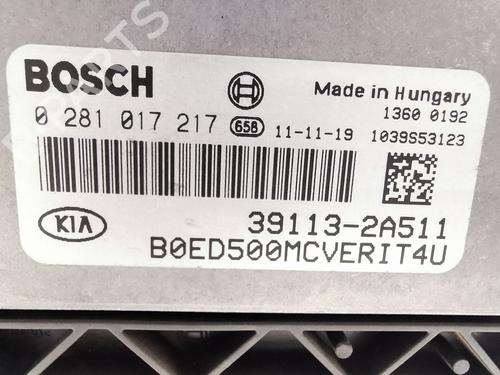 BOSCH
Made in Hungary
1360 0192
0 281 017 217 658 11-11-19 1039S53123
KIA
39113-2A511
B0ED500MCVERIT4U
PARTS